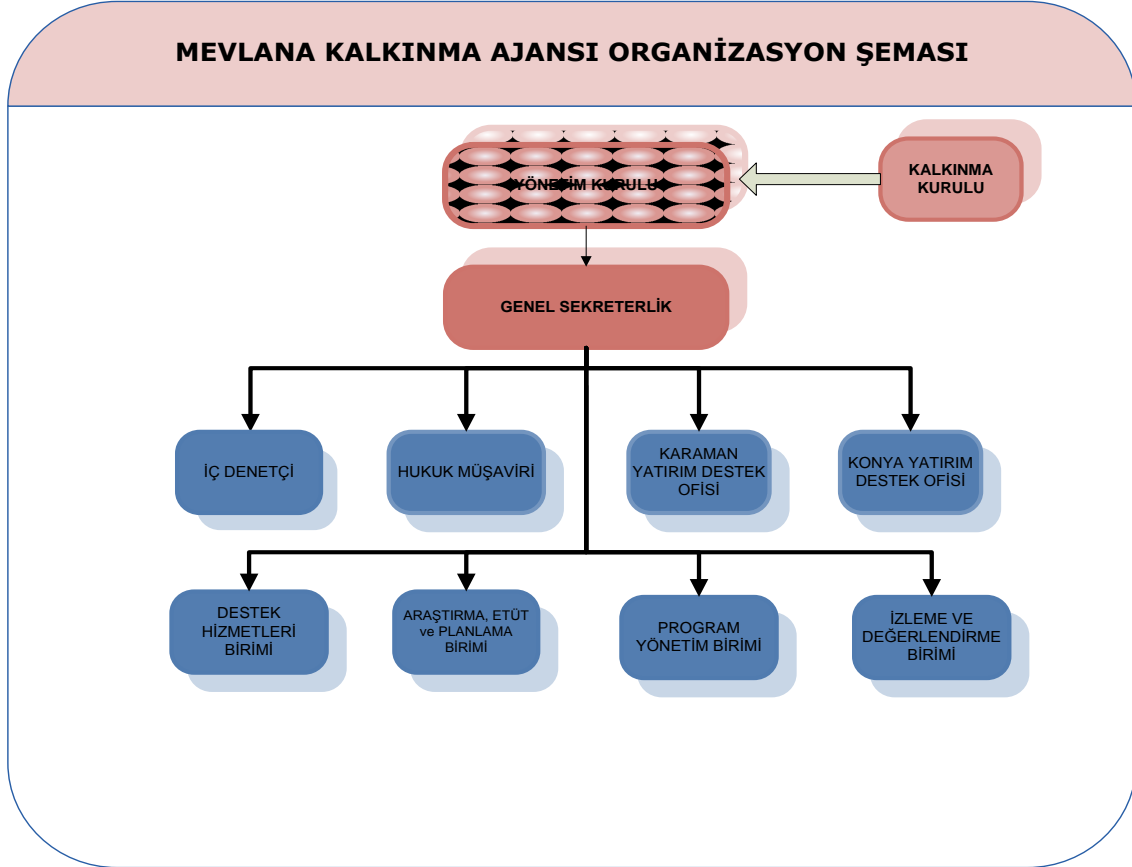 MEVLANA KALKINMA AJANSI ORGANİZASYON ŞEMASI
YÖNETİM KURULU
KALKINMA
KURULU
GENEL SEKRETERLİK
İÇ DENETÇİ
HUKUK MÜŞAVİRİ
KARAMAN
YATIRIM DESTEK
OFİSİ
KONYA YATIRIM
DESTEK OFİSİ
DESTEK
HİZMETLERİ
BİRİMİ
ARAŞTIRMA, ETÜT
ve PLANLAMA
BİRİMİ
PROGRAM
YÖNETİM BİRİMİ
İZLEME VE
DEĞERLENDİRME
BİRİMİ